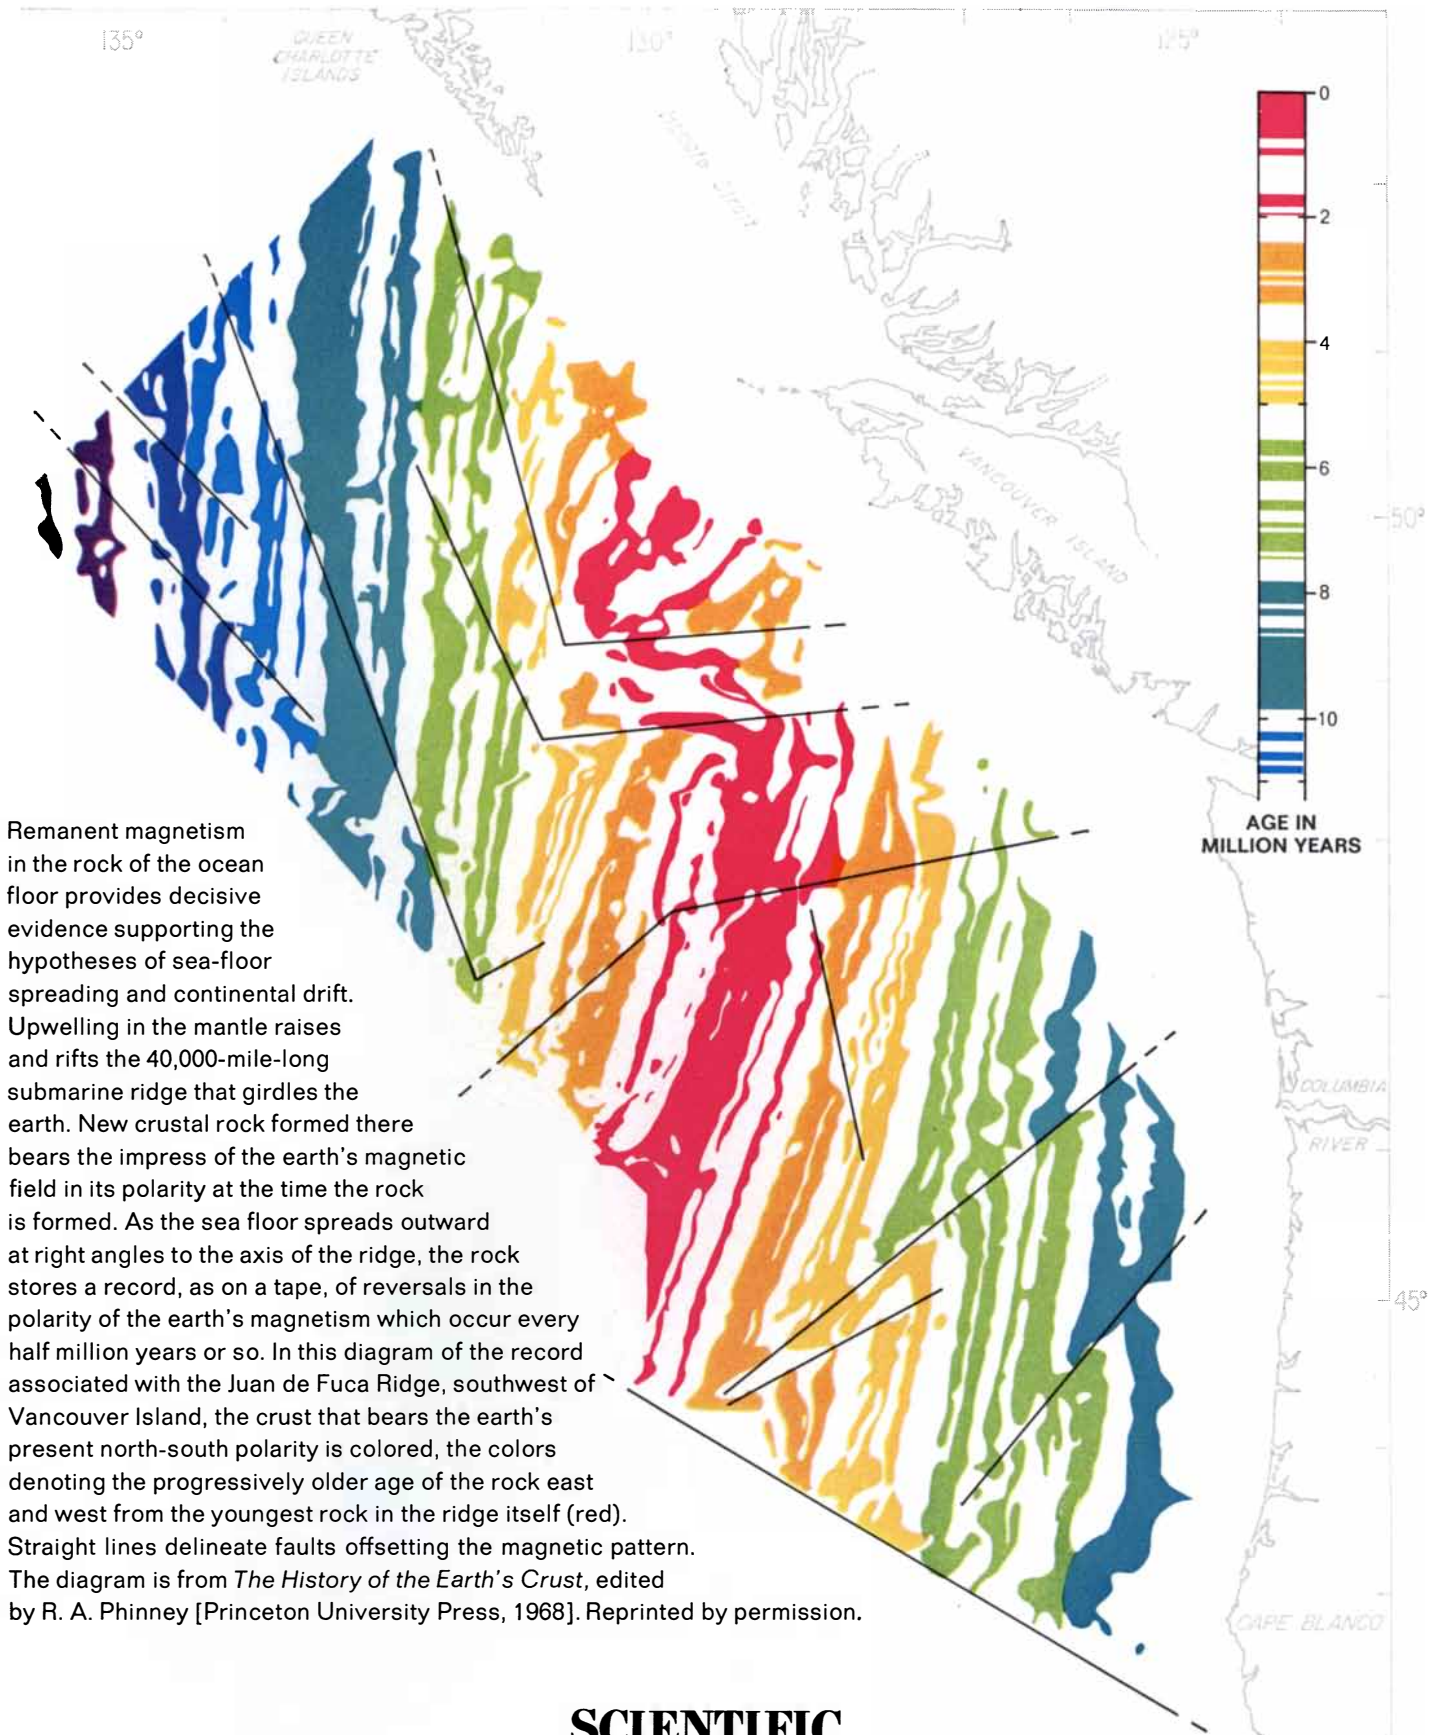 135°
QUEEN
CHARLOTTE
ISLANDS
130°
125°
Hecate Strait
0
2
4
6
8
10
AGE IN
MILLION YEARS
VANCOUVER ISLAND
50°
COLUMBIA
RIVER
45°
CAPE BLANCO
Remanent magnetism
in the rock of the ocean
floor provides decisive
evidence supporting the
hypotheses of sea-floor
spreading and continental drift.
Upwelling in the mantle raises
and rifts the 40,000-mile-long
submarine ridge that girdles the
earth. New crustal rock formed there
bears the impress of the earth's magnetic
field in its polarity at the time the rock
is formed. As the sea floor spreads outward
at right angles to the axis of the ridge, the rock
stores a record, as on a tape, of reversals in the
polarity of the earth's magnetism which occur every
half million years or so. In this diagram of the record
associated with the Juan de Fuca Ridge, southwest of
Vancouver Island, the crust that bears the earth's
present north-south polarity is colored, the colors
denoting the progressively older age of the rock east
and west from the youngest rock in the ridge itself (red).
Straight lines delineate faults offsetting the magnetic pattern.
The diagram is from The History of the Earth's Crust, edited
by R. A. Phinney [Princeton University Press, 1968]. Reprinted by permission.
SCIENTIFIC